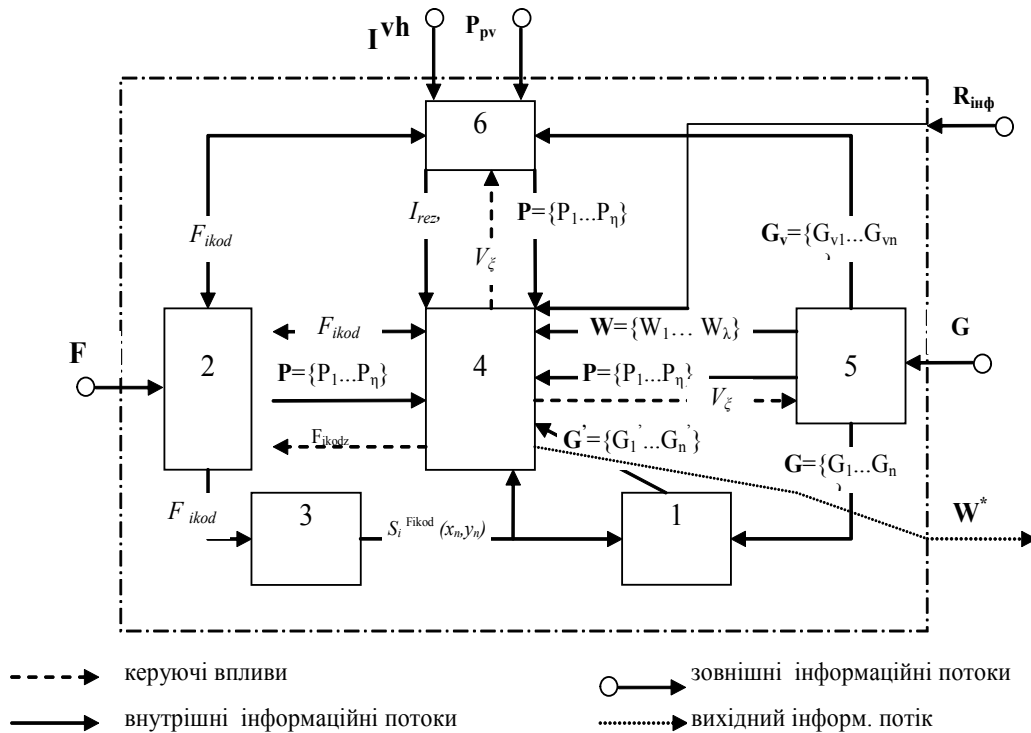 I^vh
P_pv
R_інф
6
I_rez,
P={P_1...P_η}
V_ξ
F_ikod
G_v={G_v1...G_vn
}
F
2
F_ikod
P={P_1...P_η}
F_ikodz
4
W={W_1... W_λ}
P={P_1...P_η}
V_ξ
5
G
G'={G_1'...G_n'}
G={G_1...G_n
}
F_ikod
3
S_i^Fikod (x_n,y_n)
1
W*
керуючі впливи
зовнішні інформаційні потоки
внутрішні інформаційні потоки
вихідний інформ. потік